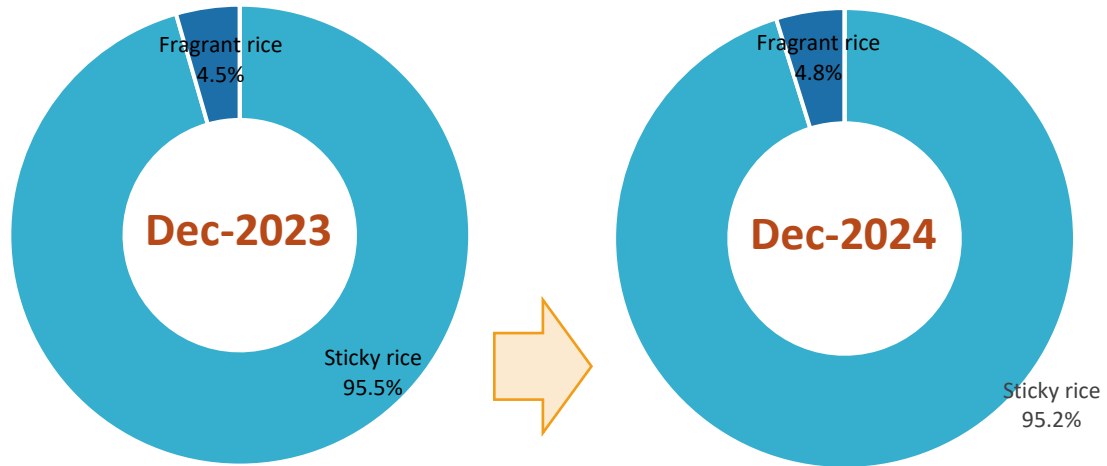 Fragrant rice
4.5%
Dec-2023
Sticky rice
95.5%
Fragrant rice
4.8%
Dec-2024
Sticky rice
95.2%